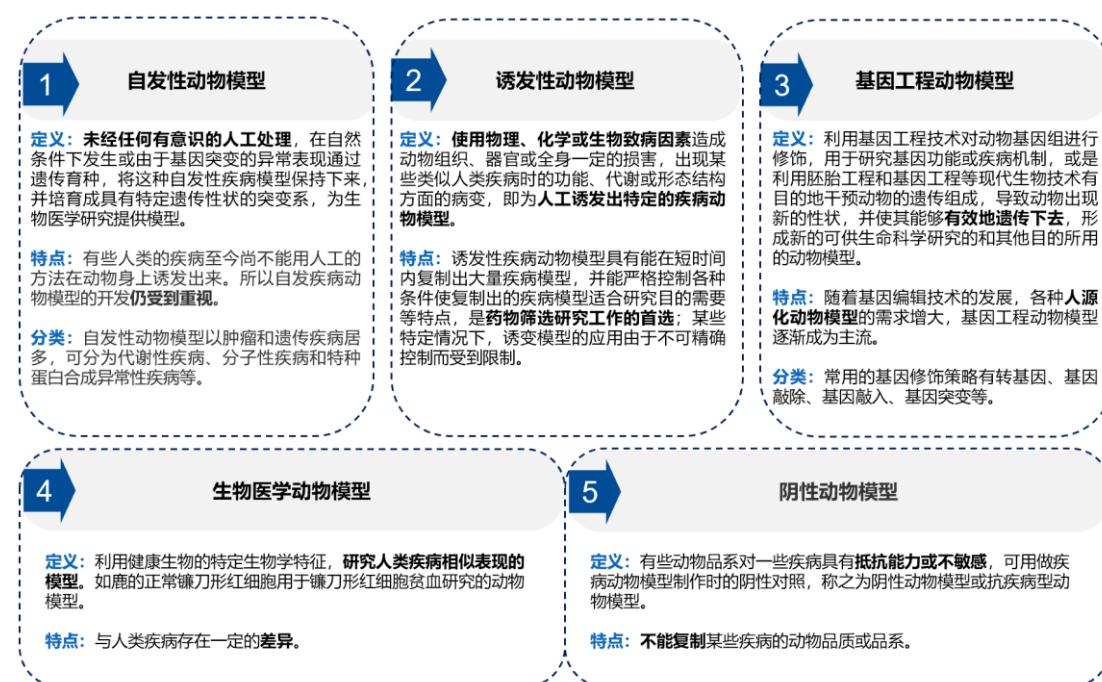 1
自发性动物模型
定义：未经任何有意识的人工处理，在自然
条件下发生或由于基因突变的异常表现通过
遗传育种，将这种自发性疾病模型保持下来，
并培育成具有特定遗传性状的突变系，为生
物医学研究提供模型。
特点：有些人类的疾病至今尚不能用人工的
方法在动物身上诱发出来。所以自发疾病动
物模型的开发仍受到重视。
分类：自发性动物模型以肿瘤和遗传疾病居
多，可分为代谢性疾病、分子性疾病和特种
蛋白合成异常性疾病等。
2
诱发性动物模型
定义：使用物理、化学或生物致病因素造成
动物组织、器官或全身一定的损害，出现某
些类似人类疾病时的功能、代谢或形态结构
方面的病变，即为人工诱发出特定的疾病动
物模型。
特点：诱发性疾病动物模型具有能在短时间
内复制出大量疾病模型，并能严格控制各种
条件使复制出的疾病模型适合研究目的需要
等特点，是药物筛选研究工作的首选；某些
特定情况下，诱变模型的应用由于不可精确
控制而受到限制。
3
基因工程动物模型
定义：利用基因工程技术对动物基因组进行
修饰，用于研究基因功能或疾病机制，或是
利用胚胎工程和基因工程等现代生物技术有
目的地干预动物的遗传组成，导致动物出现
新的性状，并使其能够有效地遗传下去，形
成新的可供生命科学研究的和其他目的所用
的动物模型。
特点：随着基因编辑技术的发展，各种人源
化动物模型的需求增大，基因工程动物模型
逐渐成为主流。
分类：常用的基因修饰策略有转基因、基因
敲除、基因敲入、基因突变等。
4
生物医学动物模型
定义：利用健康生物的特定生物学特征，研究人类疾病相似表现的
模型。如鹿的正常镰刀形红细胞用于镰刀形红细胞贫血研究的动物
模型。
特点：与人类疾病存在一定的差异。
5
阴性动物模型
定义：有些动物品系对一些疾病具有抵抗能力或不敏感，可用做疾
病动物模型制作时的阴性对照，称之为阴性动物模型或抗疾病型动
物模型。
特点：不能复制某些疾病的动物品质或品系。